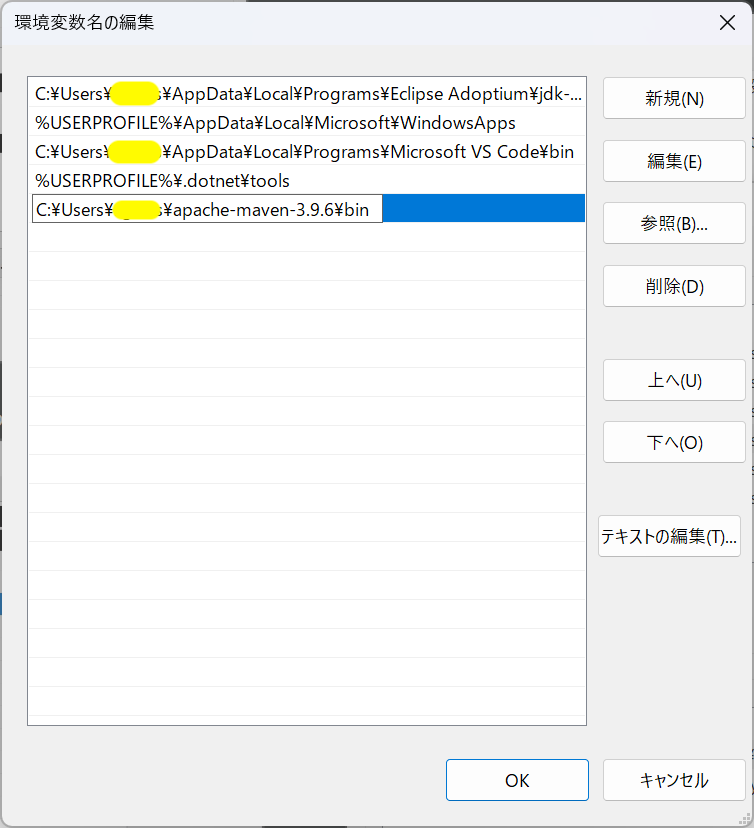 環境変数名の編集
C:¥Users¥s¥AppData¥Local¥Programs¥Eclipse Adoptium¥jdk-...
%USERPROFILE%¥AppData¥Local¥Microsoft¥WindowsApps
C:¥Users¥s¥AppData¥Local¥Programs¥Microsoft VS Code¥bin
%USERPROFILE%¥.dotnet¥tools
C:¥Users¥s¥apache-maven-3.9.6¥bin
新規(N)
編集(E)
参照(B)...
削除(D)
上へ(U)
下へ(O)
テキストの編集(T)...
OK
キャンセル